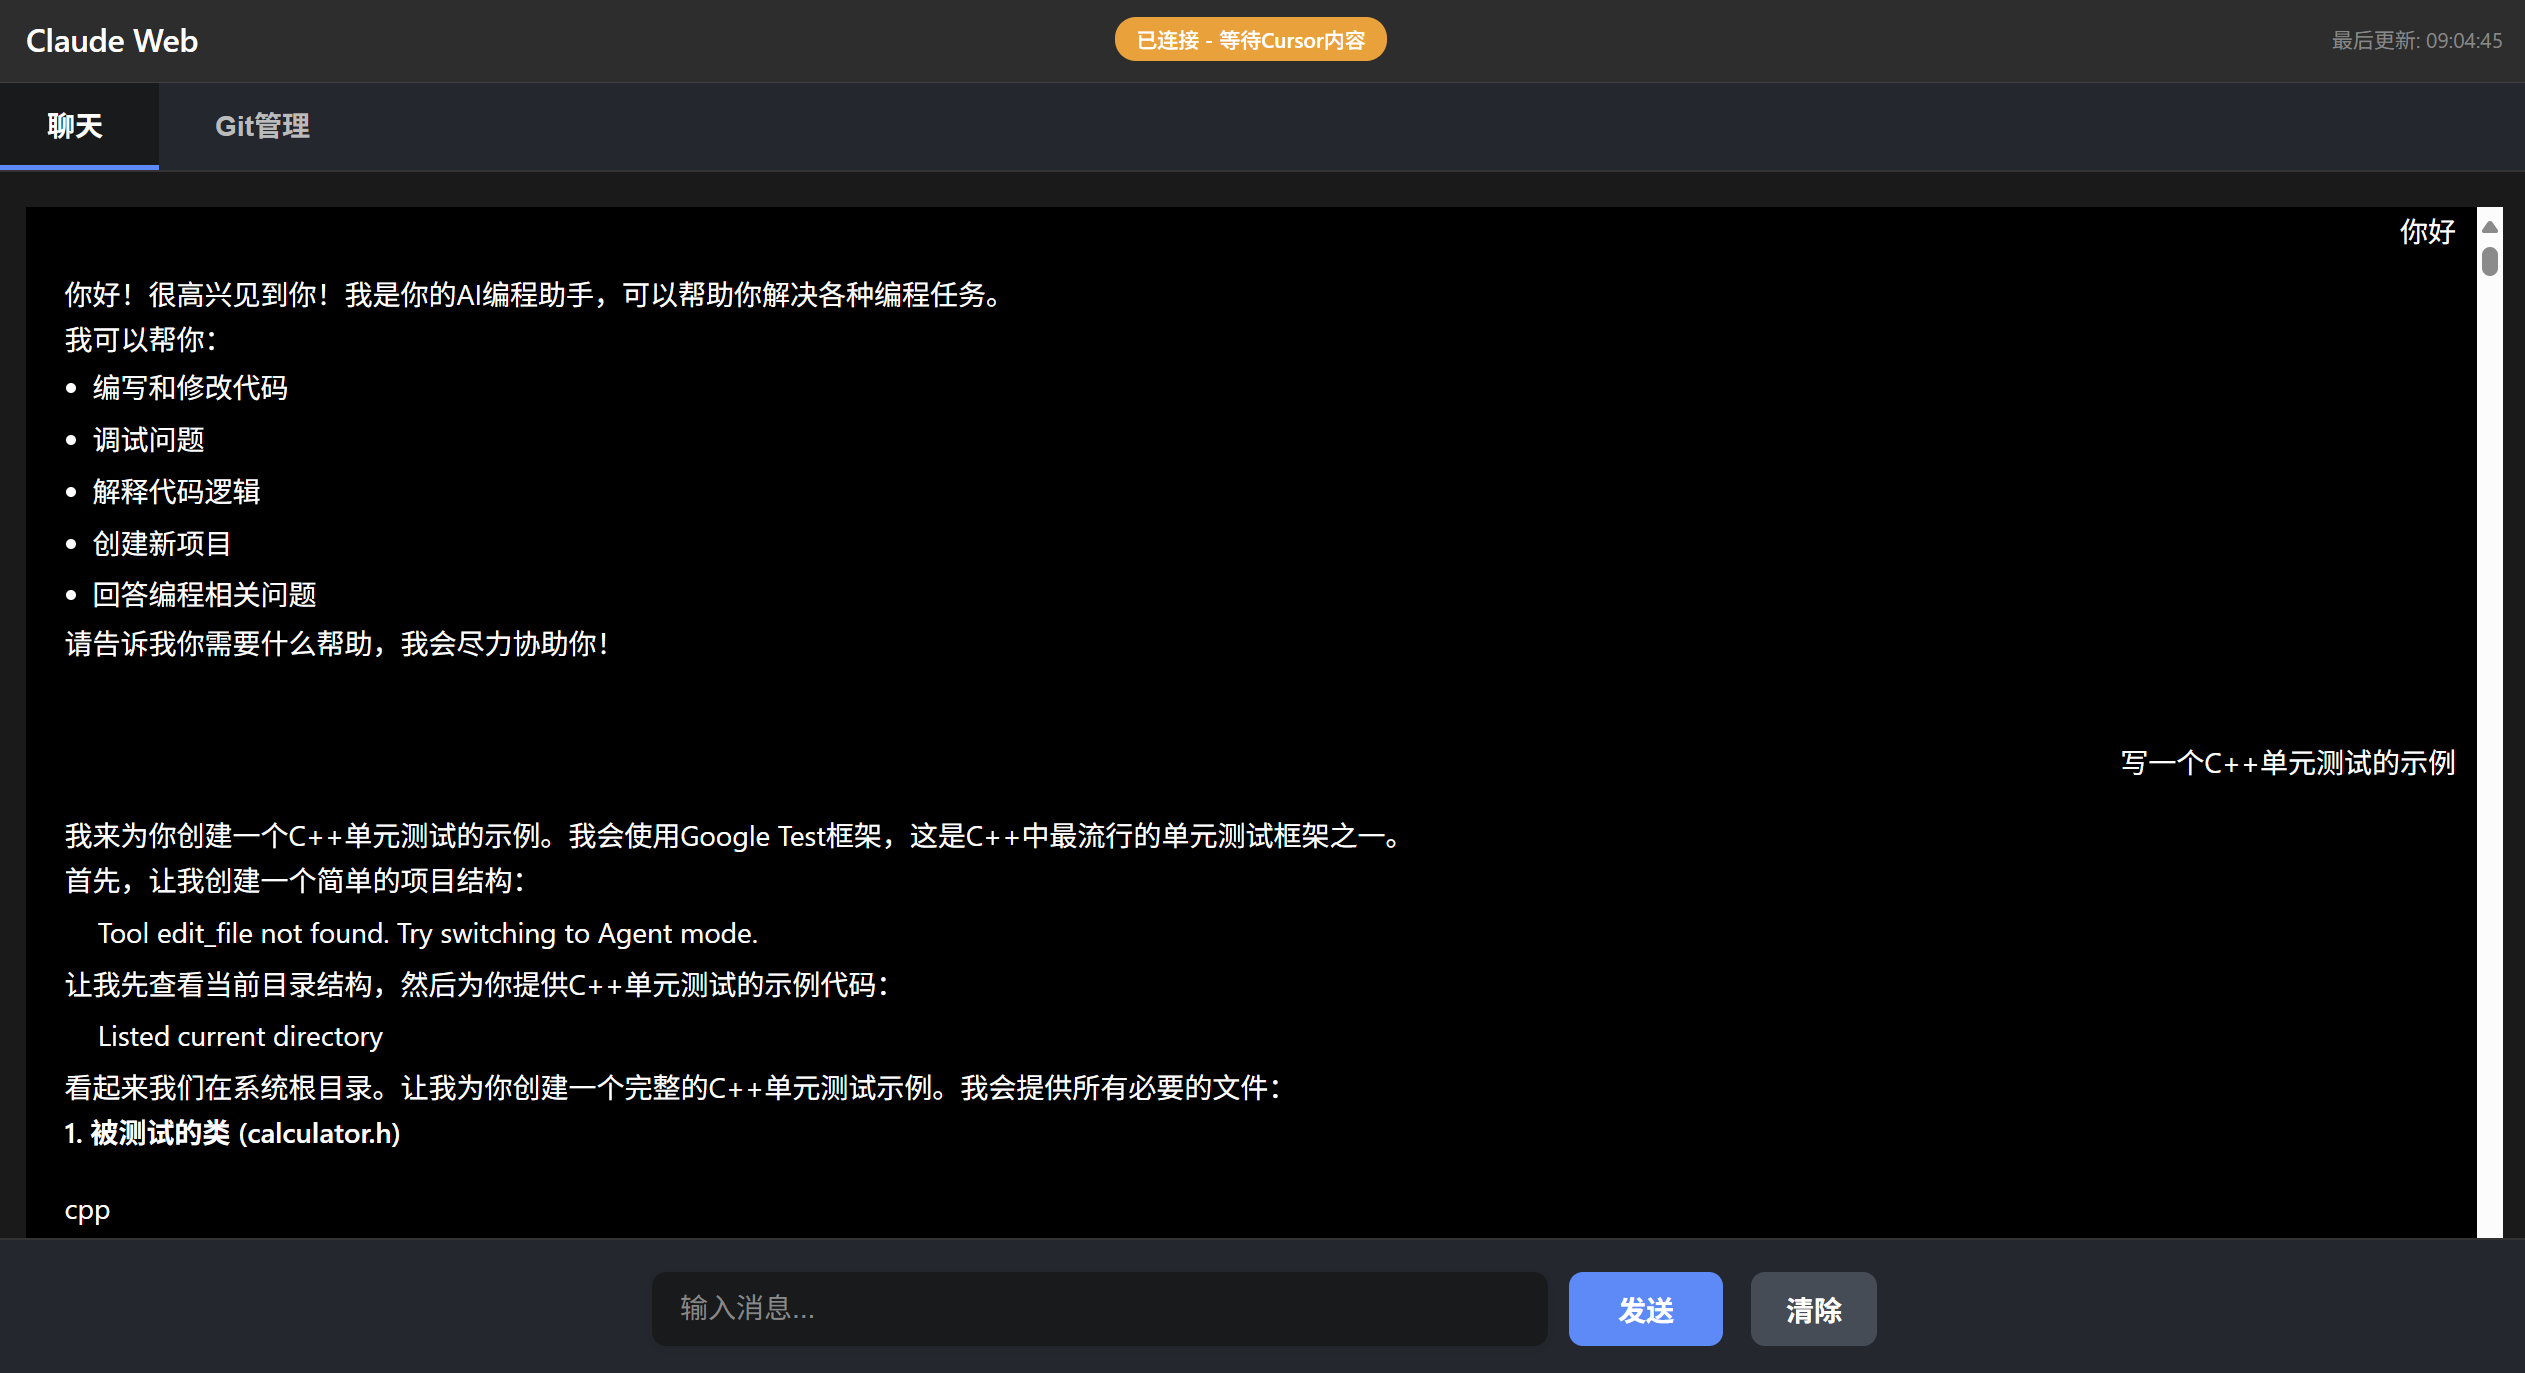 Claude Web
已连接 - 等待Cursor内容
最后更新: 09:04:45
聊天
Git管理
你好
你好！很高兴见到你！我是你的AI编程助手，可以帮助你解决各种编程任务。
我可以帮你：
• 编写和修改代码
• 调试问题
• 解释代码逻辑
• 创建新项目
• 回答编程相关问题
请告诉我你需要什么帮助，我会尽力协助你！
写一个C++单元测试的示例
我来为你创建一个C++单元测试的示例。我会使用Google Test框架，这是C++中最流行的单元测试框架之一。
首先，让我创建一个简单的项目结构：
Tool edit_file not found. Try switching to Agent mode.
让我先查看当前目录结构，然后为你提供C++单元测试的示例代码：
Listed current directory
看起来我们在系统根目录。让我为你创建一个完整的C++单元测试示例。我会提供所有必要的文件：
1. 被测试的类 (calculator.h)
cpp
输入消息...
发送
清除